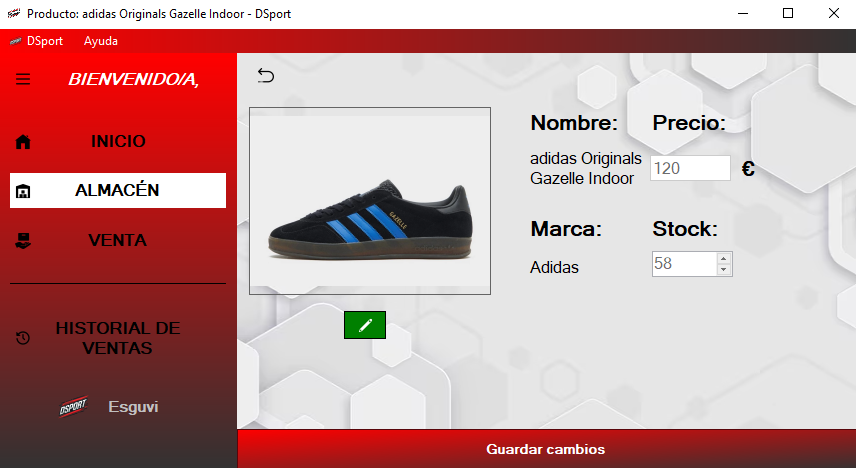 Producto: adidas Originals Gazelle Indoor - DSport
DSport Ayuda
BIENVENIDO/A,
INICIO
ALMACÉN
VENTA
HISTORIAL DE
VENTAS
DSPORT Esguvi
GAZELLE
Nombre: Precio:
adidas Originals
Gazelle Indoor
120 €
Marca: Stock:
Adidas
58
Guardar cambios